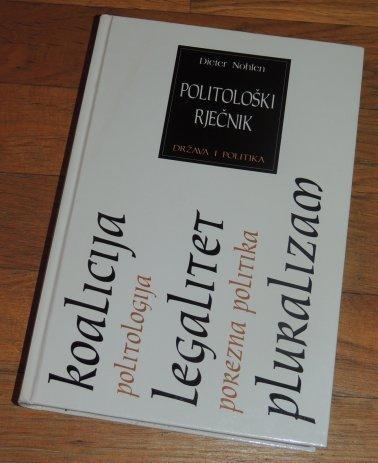 Dieter Nohlen
POLITOLOŠKI
RJEČNIK
DRŽAVA I POLITIKA
koalicija
politologija
legalitet
porezna politika
pluralizam